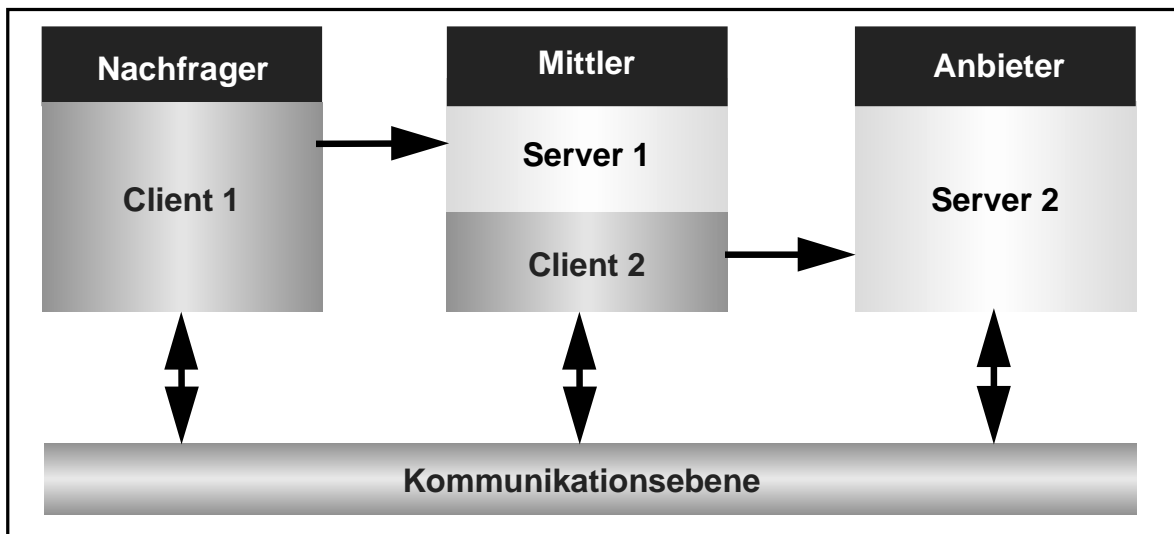 Nachfrager
Mittler
Anbieter
Client 1
Server 1
Client 2
Server 2
Kommunikationsebene